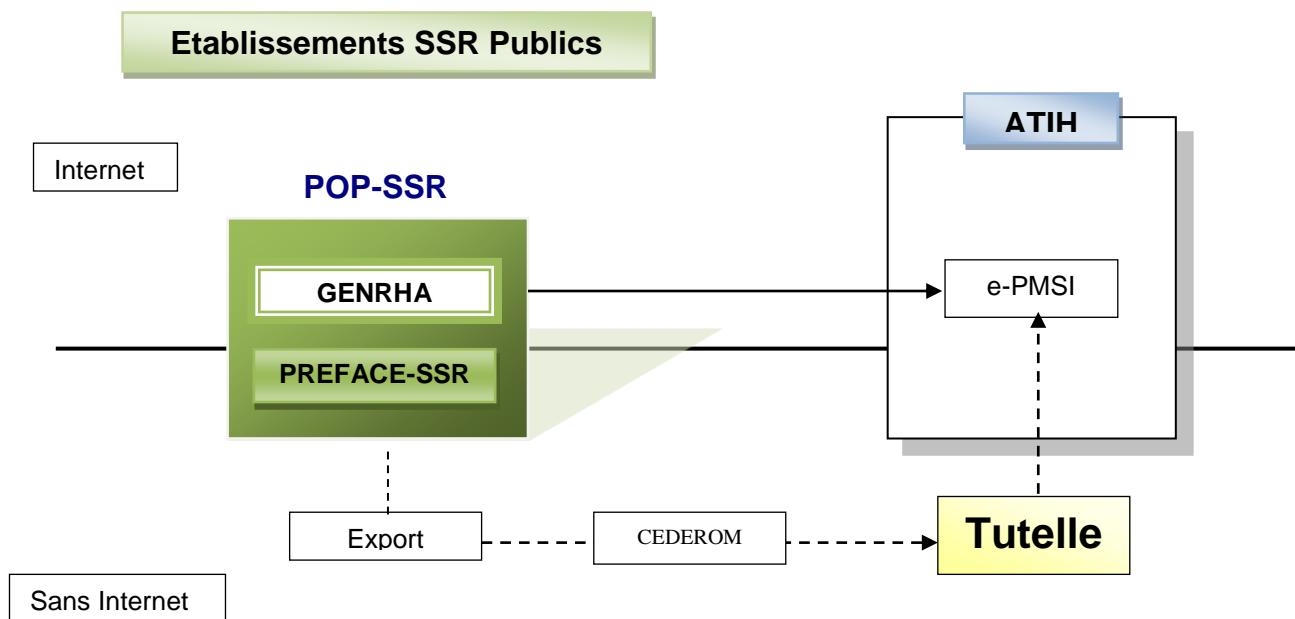 Etablissements SSR Publics
ATIH
Internet
POP-SSR
GENRHA
e-PMSI
PREFACE-SSR
Export
CEDEROM
Tutelle
Sans Internet